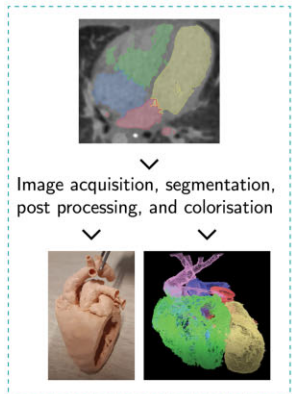 Image acquisition, segmentation,
post processing, and colorisation